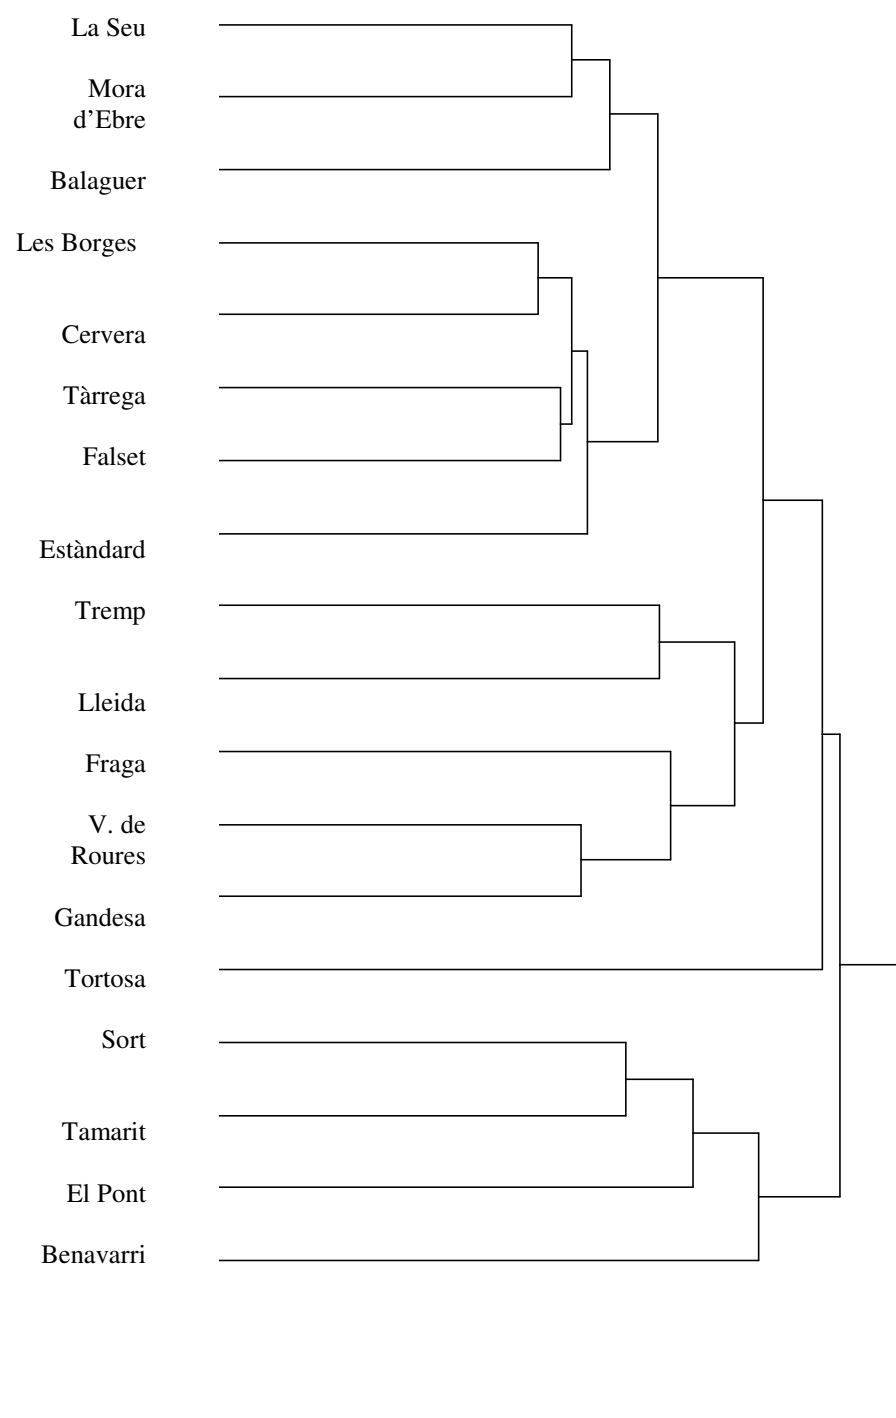 La Seu
Mora
d’Ebre
Balaguer
Les Borges
Cervera
Tàrrega
Falset
Estàndard
Tremp
Lleida
Fraga
V. de
Roures
Gandesa
Tortosa
Sort
Tamarit
El Pont
Benavarri